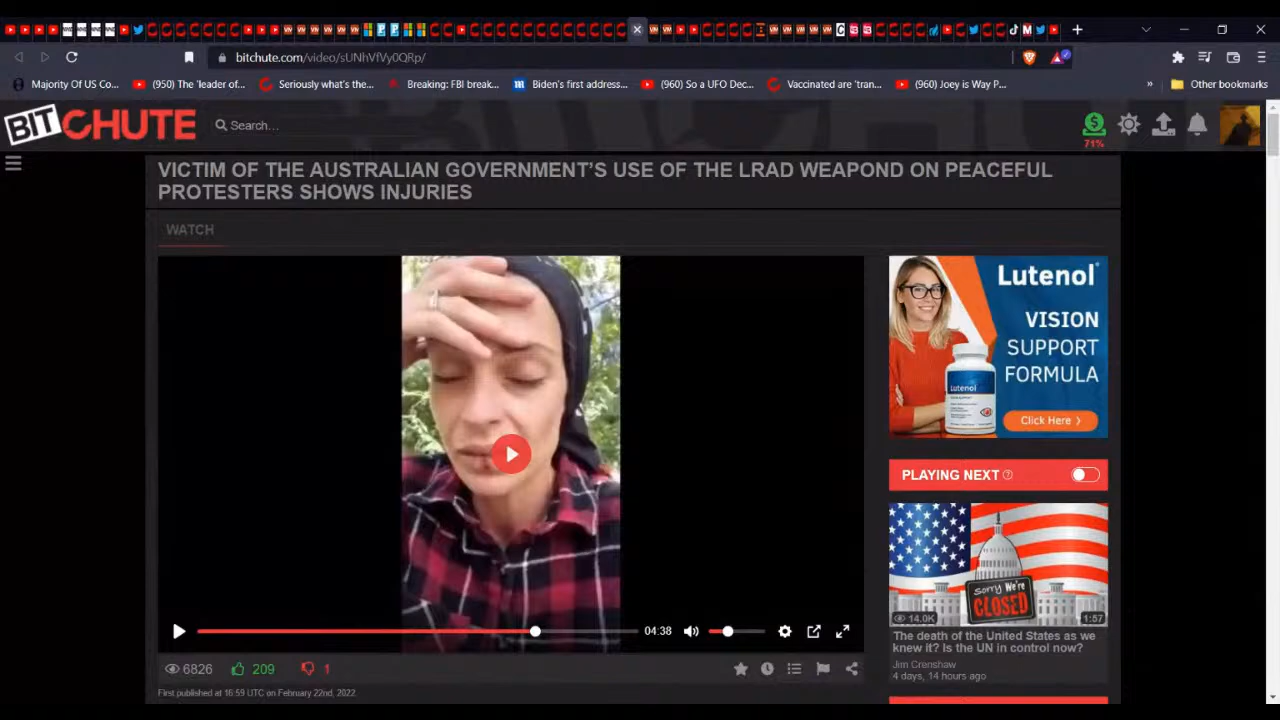 bitchute.com/video/sUNhVfVy0QRp/
Majority Of US Co...
(950) The 'leader of...
Seriously what's the...
Breaking: FBI break...
Biden's first address...
(960) So a UFO Dec...
Vaccinated are 'tran...
(960) Joey is Way P...
»
Other bookmarks
BITCHUTE
Search...
71%
VICTIM OF THE AUSTRALIAN GOVERNMENT'S USE OF THE LRAD WEAPOND ON PEACEFUL
PROTESTERS SHOWS INJURIES
WATCH
Lutenol®
VISION
SUPPORT
FORMULA
Lutenol
Click Here >
PLAYING NEXT
Sorry We're
CLOSED
14.0K
1:57
The death of the United States as we
knew it? Is the UN in control now?
Jim Crenshaw
4 days, 14 hours ago
04:38
6826
209
1
First published at 16:59 UTC on February 22nd, 2022.